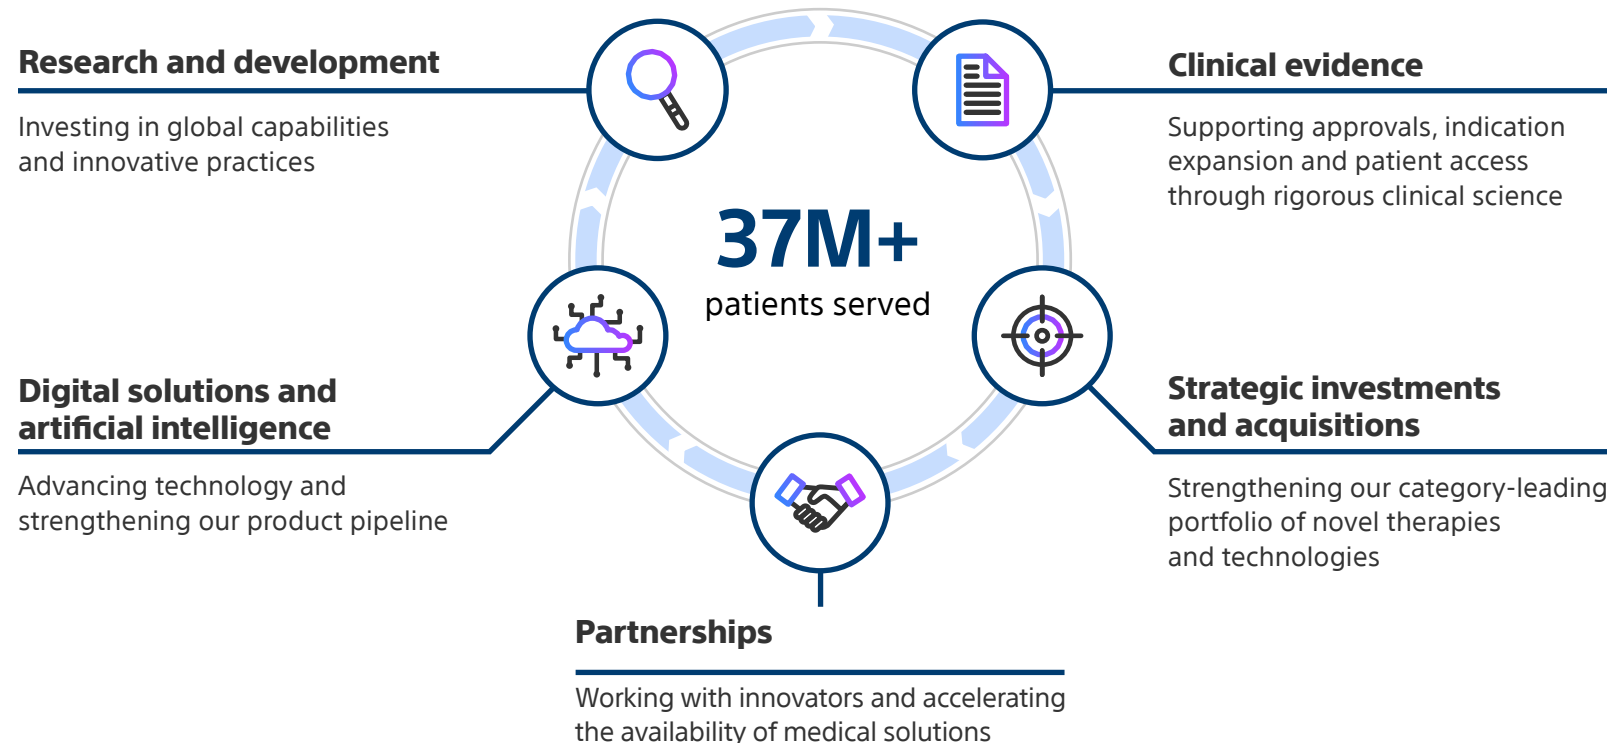 Research and development
Investing in global capabilities
and innovative practices
Clinical evidence
Supporting approvals, indication
expansion and patient access
through rigorous clinical science
37M+
patients served
Digital solutions and
artificial intelligence
Advancing technology and
strengthening our product pipeline
Strategic investments
and acquisitions
Strengthening our category-leading
portfolio of novel therapies
and technologies
Partnerships
Working with innovators and accelerating
the availability of medical solutions